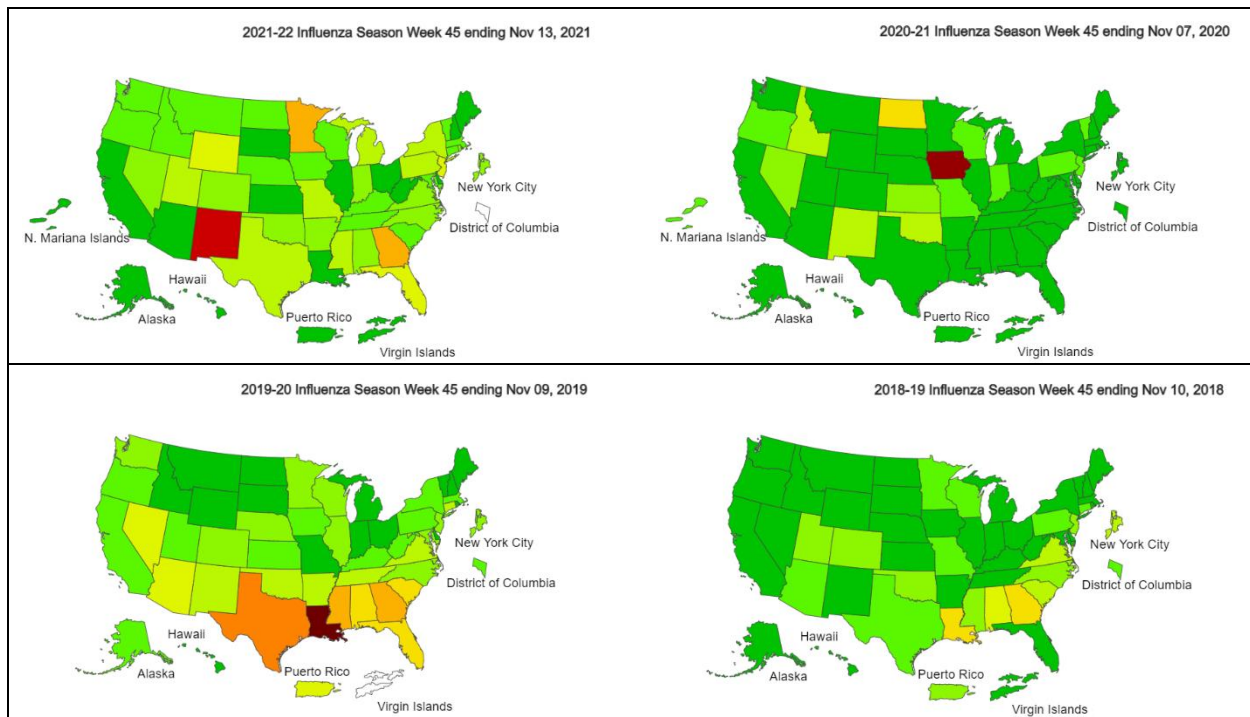 2021-22 Influenza Season Week 45 ending Nov 13, 2021
New York City
District of Columbia
N. Mariana Islands
Hawaii
Alaska
Puerto Rico
Virgin Islands
2020-21 Influenza Season Week 45 ending Nov 07, 2020
New York City
District of Columbia
N. Mariana Islands
Hawaii
Alaska
Puerto Rico
Virgin Islands
2019-20 Influenza Season Week 45 ending Nov 09, 2019
New York City
District of Columbia
Hawaii
Alaska
Puerto Rico
Virgin Islands
2018-19 Influenza Season Week 45 ending Nov 10, 2018
New York City
District of Columbia
Hawaii
Alaska
Puerto Rico
Virgin Islands